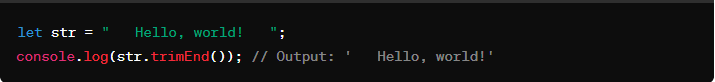 let str = "   Hello, world!   ";
console.log(str.trimEnd()); // Output: '   Hello, world!'